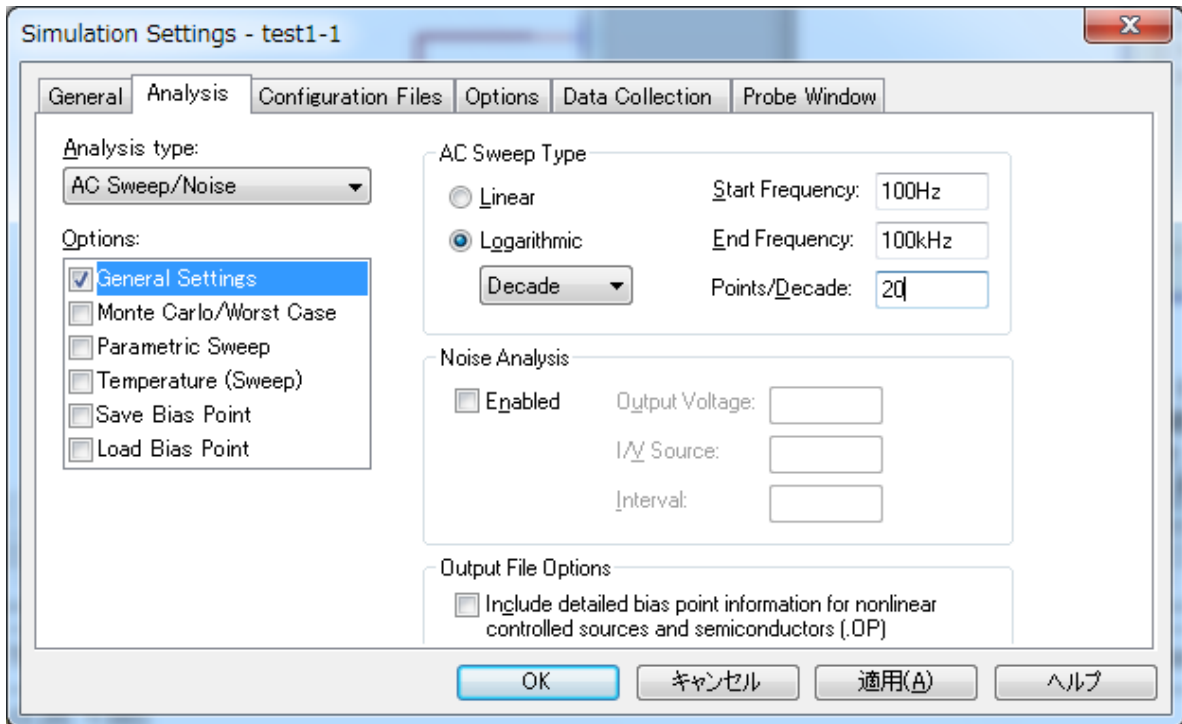 Simulation Settings - test1-1
General
Analysis
Configuration Files
Options
Data Collection
Probe Window
Analysis type:
AC Sweep/Noise
Options:
General Settings
Monte Carlo/Worst Case
Parametric Sweep
Temperature (Sweep)
Save Bias Point
Load Bias Point
AC Sweep Type
Linear
Logarithmic
Decade
Start Frequency: 100Hz
End Frequency: 100kHz
Points/Decade: 20
Noise Analysis
Enabled
Output Voltage:
I/V Source:
Interval:
Output File Options
Include detailed bias point information for nonlinear
controlled sources and semiconductors (.OP)
OK
キャンセル
適用(A)
ヘルプ